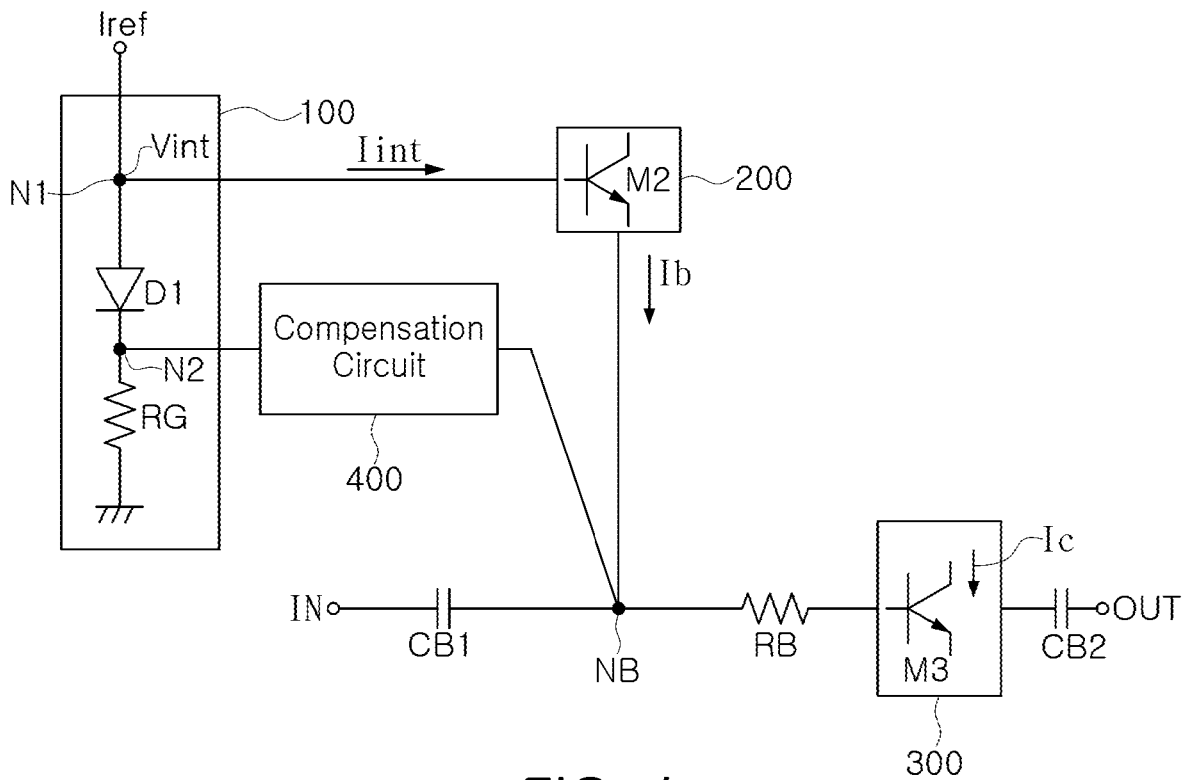 Iref
100
Vint
Iint
N1
M2
200
D1
Ib
Compensation
Circuit
N2
RG
400
Ic
IN
OUT
CB1
NB
RB
M3
CB2
300